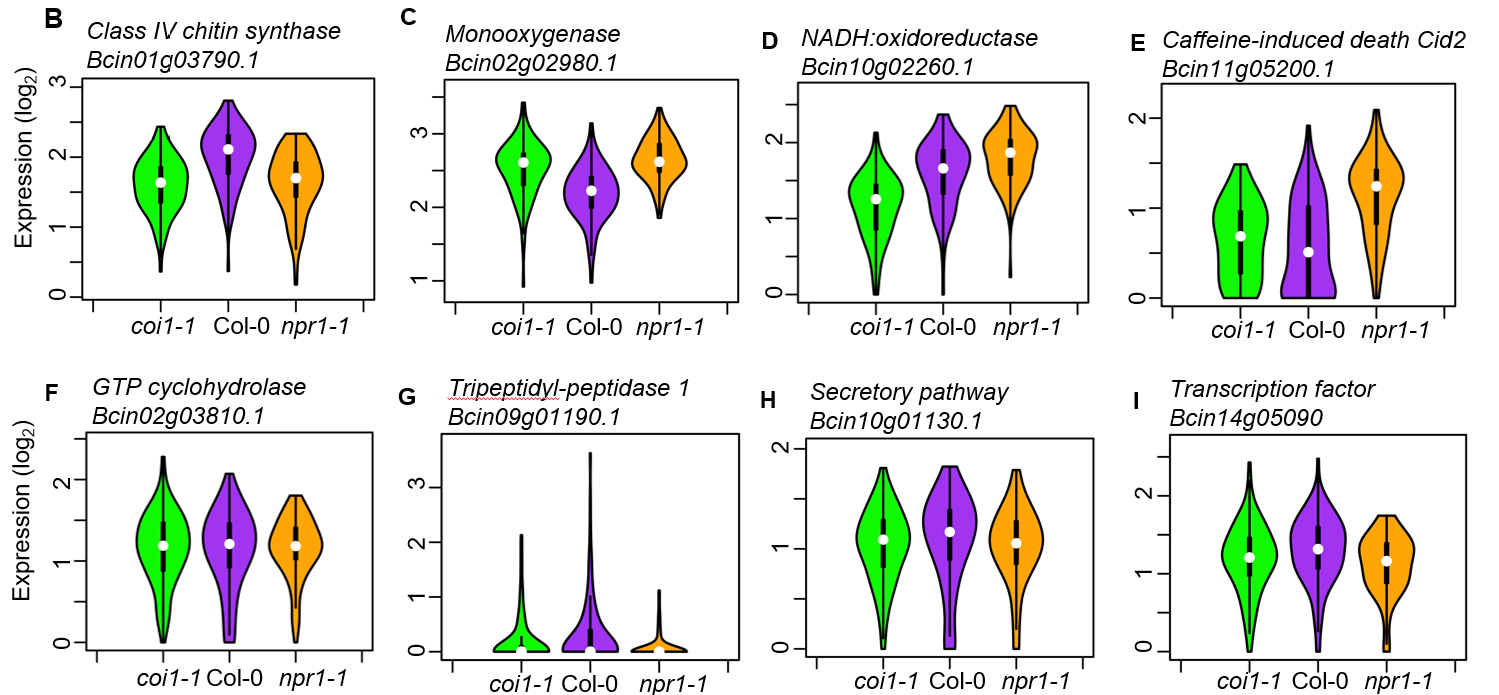 B Class IV chitin synthase
Bcin01g03790.1
C Monooxygenase
Bcin02g02980.1
D NADH:oxidoreductase
Bcin10g02260.1
E Caffeine-induced death Cid2
Bcin11g05200.1
Expression (log2)
3
2
1
0
coi1-1 Col-0 npr1-1
3
2
1
coi1-1 Col-0 npr1-1
2
1
0
coi1-1 Col-0 npr1-1
2
1
0
coi1-1 Col-0 npr1-1
F GTP cyclohydrolase
Bcin02g03810.1
G Tripeptidyl-peptidase 1
Bcin09g01190.1
H Secretory pathway
Bcin10g01130.1
I Transcription factor
Bcin14g05090
Expression (log2)
2
1
0
coi1-1 Col-0 npr1-1
3
2
1
0
coi1-1 Col-0 npr1-1
2
1
0
coi1-1 Col-0 npr1-1
2
1
0
coi1-1 Col-0 npr1-1